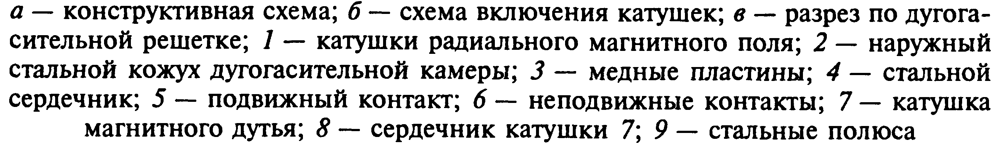 а — конструктивная схема; б — схема включения катушек; в — разрез по дугога-
сительной решетке; 1 — катушки радиального магнитного поля; 2 — наружный
стальной кожух дугогасительной камеры; 3 — медные пластины; 4 — стальной
сердечник; 5 — подвижный контакт; 6 — неподвижные контакты; 7 — катушка
магнитного дутья; 8 — сердечник катушки 7; 9 — стальные полюса